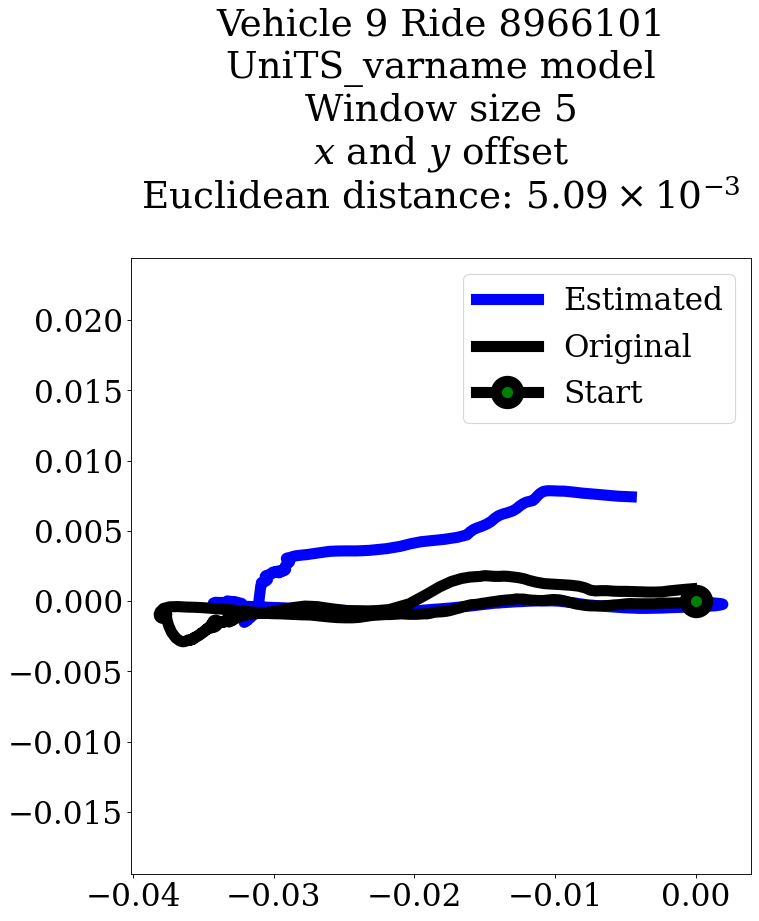 Vehicle 9 Ride 8966101
UniTS_varname model
Window size 5
x and y offset
Euclidean distance: 5.09 × 10⁻³
Estimated
Original
Start
0.020
0.015
0.010
0.005
0.000
−0.005
−0.010
−0.015
−0.04 −0.03 −0.02 −0.01 0.00